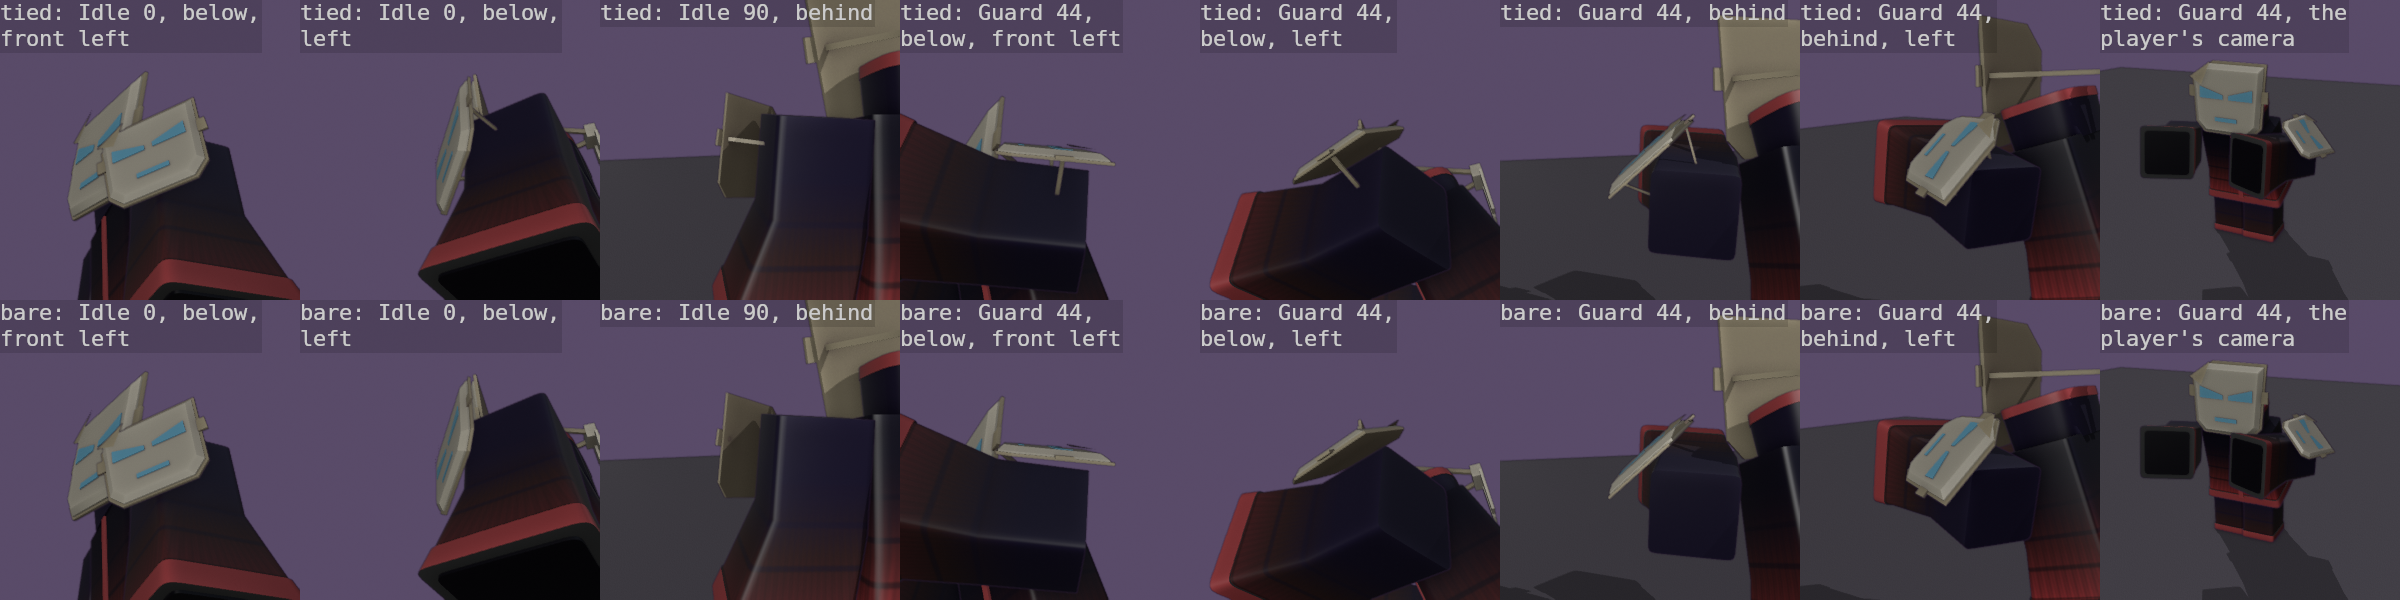 tied: Idle 0, below,
front left
tied: Idle 0, below,
left
tied: Idle 90, behind
tied: Guard 44,
below, front left
tied: Guard 44,
below, left
tied: Guard 44, behind
tied: Guard 44,
behind, left
tied: Guard 44, the
player's camera
bare: Idle 0, below,
front left
bare: Idle 0, below,
left
bare: Idle 90, behind
bare: Guard 44,
below, front left
bare: Guard 44,
below, left
bare: Guard 44, behind
bare: Guard 44,
behind, left
bare: Guard 44, the
player's camera